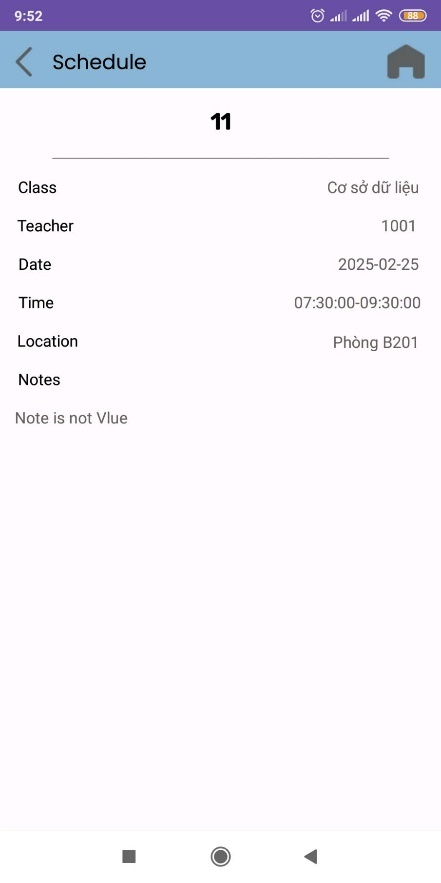 9:52
88
Schedule
11
Class Cơ sở dữ liệu
Teacher 1001
Date 2025-02-25
Time 07:30:00-09:30:00
Location Phòng B201
Notes
Note is not Vlue